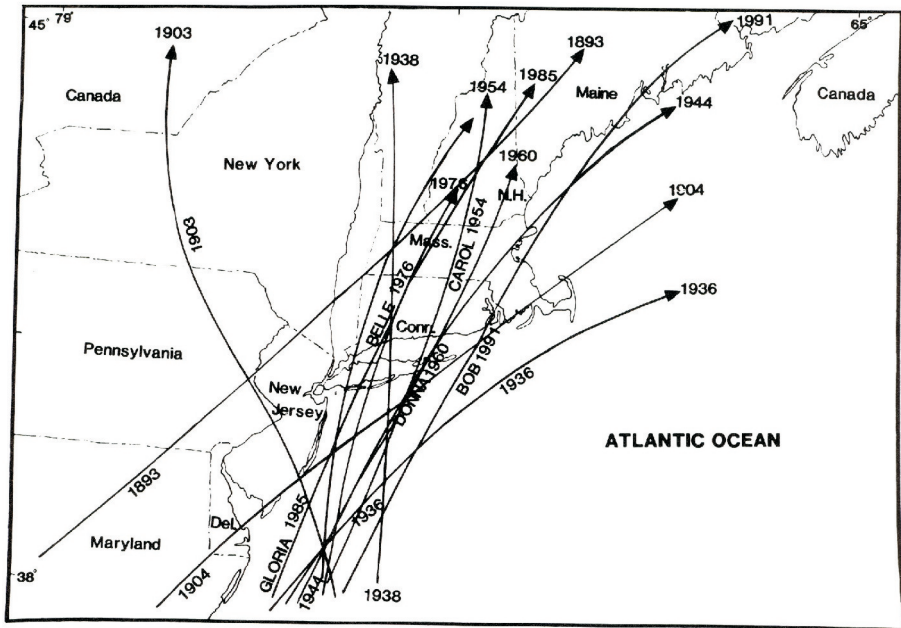 45° 79°
65°
1903
1938
1893
1991
1954
1985
Canada
Maine
1944
Canada
New York
1960
1976
N.H.
1904
1903
Mass.
CAROL 1954
BELLE 1976
1936
Conn.
Pennsylvania
DONNA 1960
BOB 1991
1936
New
Jersey
ATLANTIC OCEAN
1893
GLORIA 1985
1936
Del.
Maryland
38°
1904
1944
1938